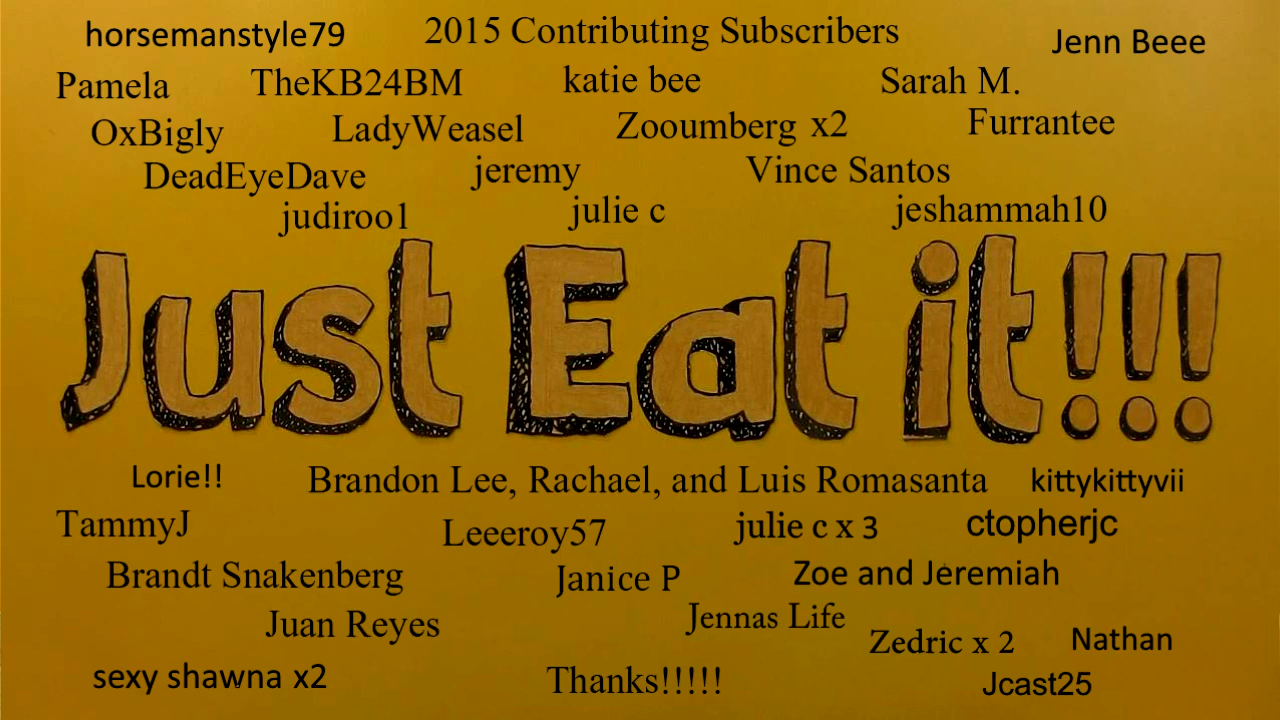 horsemanstyle79 2015 Contributing Subscribers Jenn Beee
Pamela TheKB24BM katie bee Sarah M.
OxBigly LadyWeasel Zooumberg x2 Furrantee
DeadEyeDave jeremy Vince Santos
judiroo1 julie c jeshammah10
Just Eat it!!!
Lorie!! Brandon Lee, Rachael, and Luis Romasanta kittykittyvii
TammyJ Leeeroy57 julie c x 3 ctopherjc
Brandt Snakenberg Janice P Zoe and Jeremiah
Juan Reyes Jennas Life Zedric x 2 Nathan
sexy shawna x2 Thanks!!!!! Jcast25